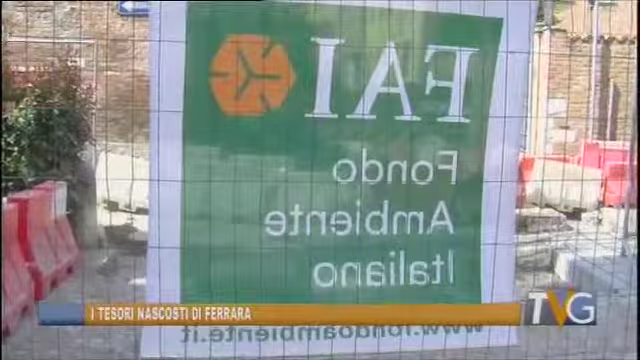 FAI
Fondo
Ambiente
Italiano
www.fondoambiente.it
I TESORI NASCOSTI DI FERRARA
TVG